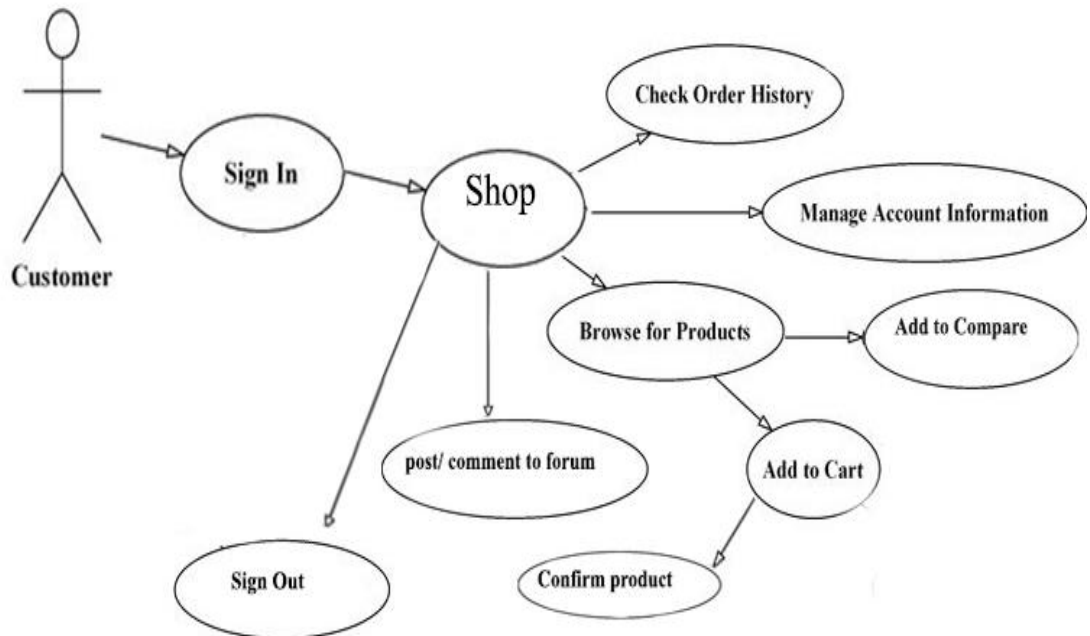 Check Order History
Sign In
Shop
Manage Account Information
Customer
Browse for Products
Add to Compare
post/ comment to forum
Add to Cart
Sign Out
Confirm product